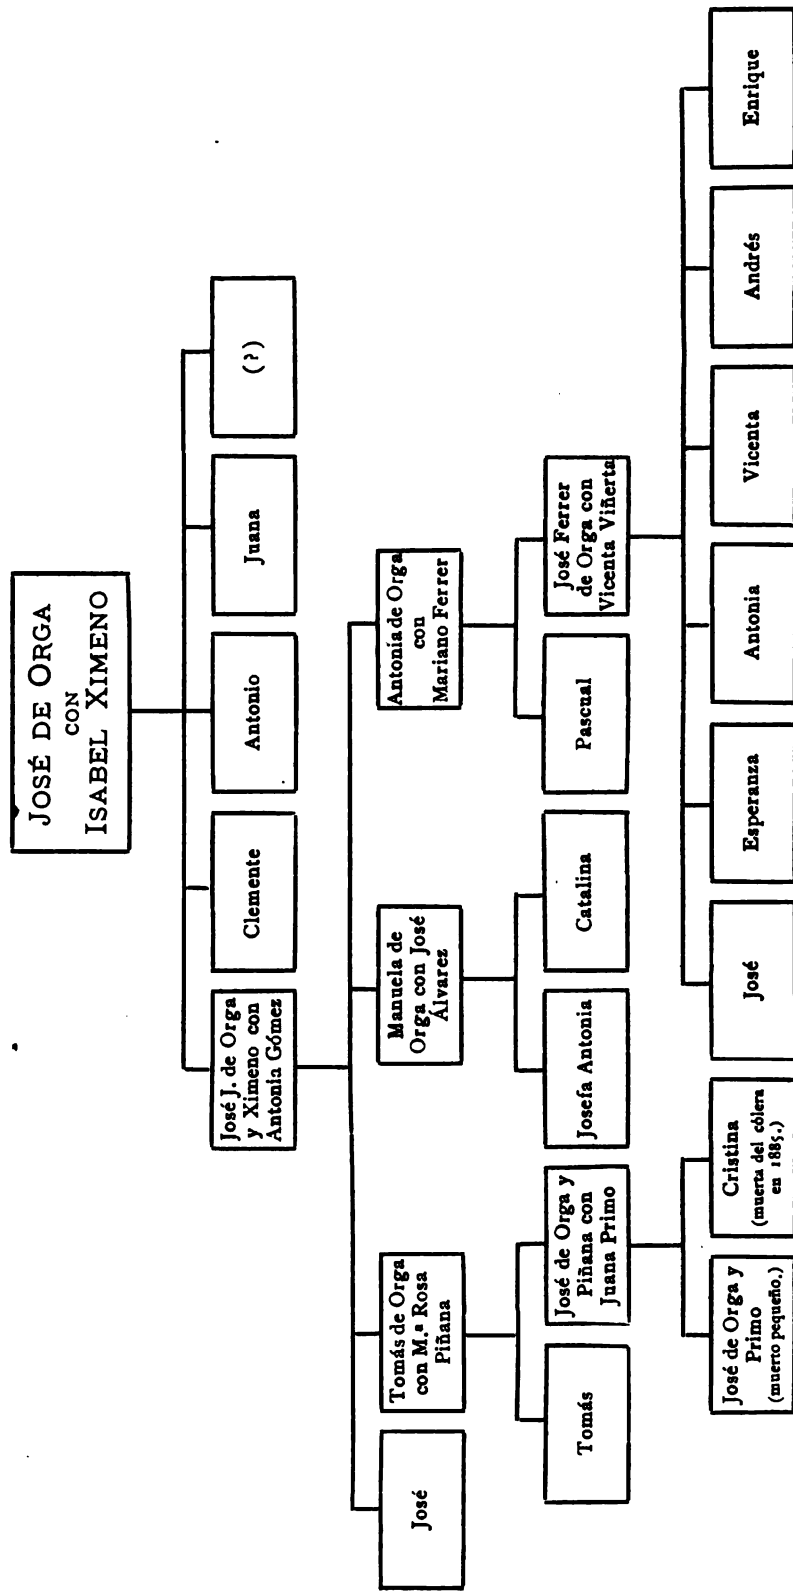 JOSÉ DE ORGA
CON
ISABEL XIMENO
José J. de Orga
y Ximeno con
Antonia Gómez
Clemente
Antonio
Juana
(?)
José
Tomás de Orga
con M.ª Rosa
Piñana
Manuela de
Orga con José
Álvarez
Antonia de Orga
con
Mariano Ferrer
Tomás
José de Orga y
Piñana con
Juana Primo
Josefa Antonia
Catalina
Pascual
José Ferrer
de Orga con
Vicenta Viñerta
José de Orga y
Primo
(muerto pequeño.)
Cristina
(muerta del cólera
en 1885.)
José
Esperanza
Antonia
Vicenta
Andrés
Enrique